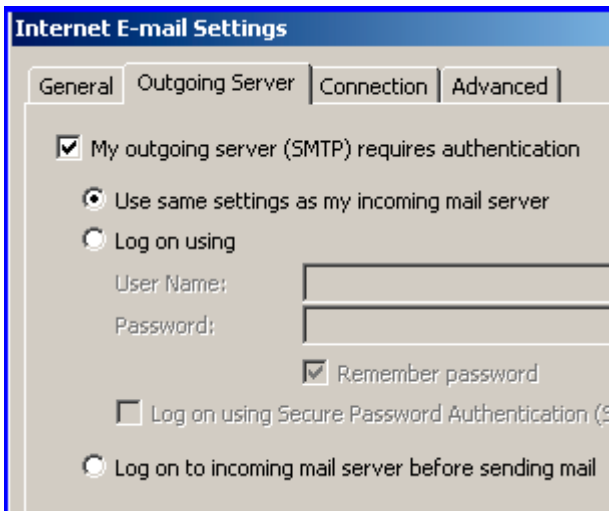 Internet E-mail Settings
General Outgoing Server Connection Advanced
My outgoing server (SMTP) requires authentication
Use same settings as my incoming mail server
Log on using
User Name:
Password:
Remember password
Log on using Secure Password Authentication (S
Log on to incoming mail server before sending mail